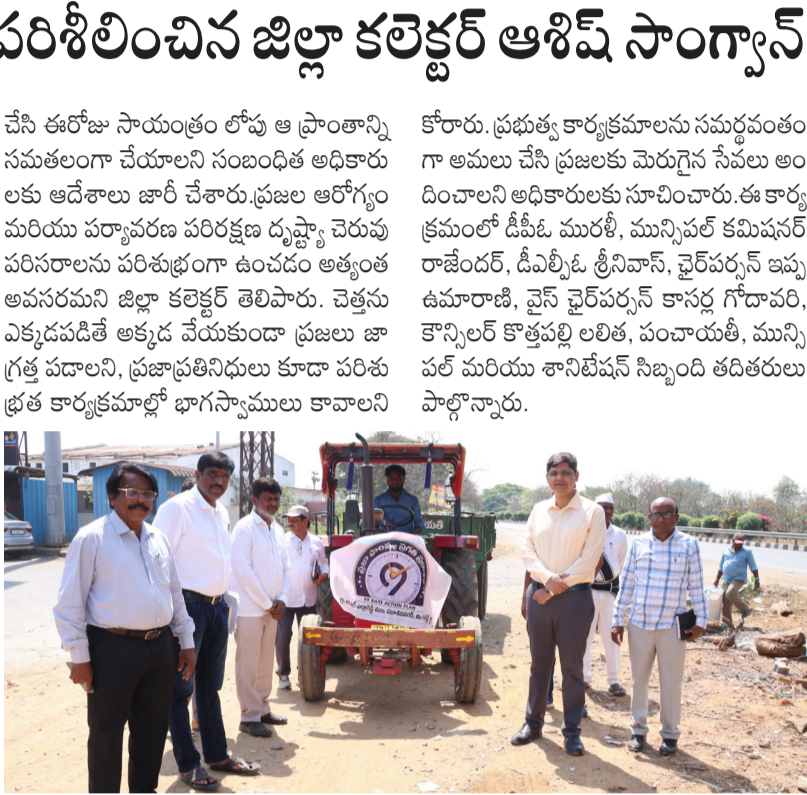 పరిశీలించిన జిల్లా కలెక్టర్ ఆశిష్ సాంగ్వాన్
చేసి ఈరోజు సాయంత్రం లోపు ఆ ప్రాంతాన్ని
సమతలంగా చేయాలని సంబంధిత అధికారు
లకు ఆదేశాలు జారీ చేశారు.ప్రజల ఆరోగ్యం
మరియు పర్యావరణ పరిరక్షణ దృష్ట్యా చెరువు
పరిసరాలను పరిశుభ్రంగా ఉంచడం అత్యంత
అవసరమని జిల్లా కలెక్టర్ తెలిపారు. చెత్తను
ఎక్కడపడితే అక్కడ వేయకుండా ప్రజలు జా
గ్రత్త పడాలని, ప్రజాప్రతినిధులు కూడా పరిశు
భ్రత కార్యక్రమాల్లో భాగస్వాములు కావాలని
కోరారు. ప్రభుత్వ కార్యక్రమాలను సమర్థవంతం
గా అమలు చేసి ప్రజలకు మెరుగైన సేవలు అం
దించాలని అధికారులకు సూచించారు.ఈ కార్య
క్రమంలో డీపీఓ మురళీ, మున్సిపల్ కమిషనర్
రాజేందర్, డీఎల్పీఓ శ్రీనివాస్, ఛైర్‌పర్సన్ ఇప్ప
ఉమారాణి, వైస్ ఛైర్‌పర్సన్ కాసర్ల గోదావరి,
కౌన్సిలర్ కొత్తపల్లి లలిత, పంచాయతీ, మున్సి
పల్ మరియు శానిటేషన్ సిబ్బంది తదితరులు
పాల్గొన్నారు.
99 DAYS ACTION PLAN